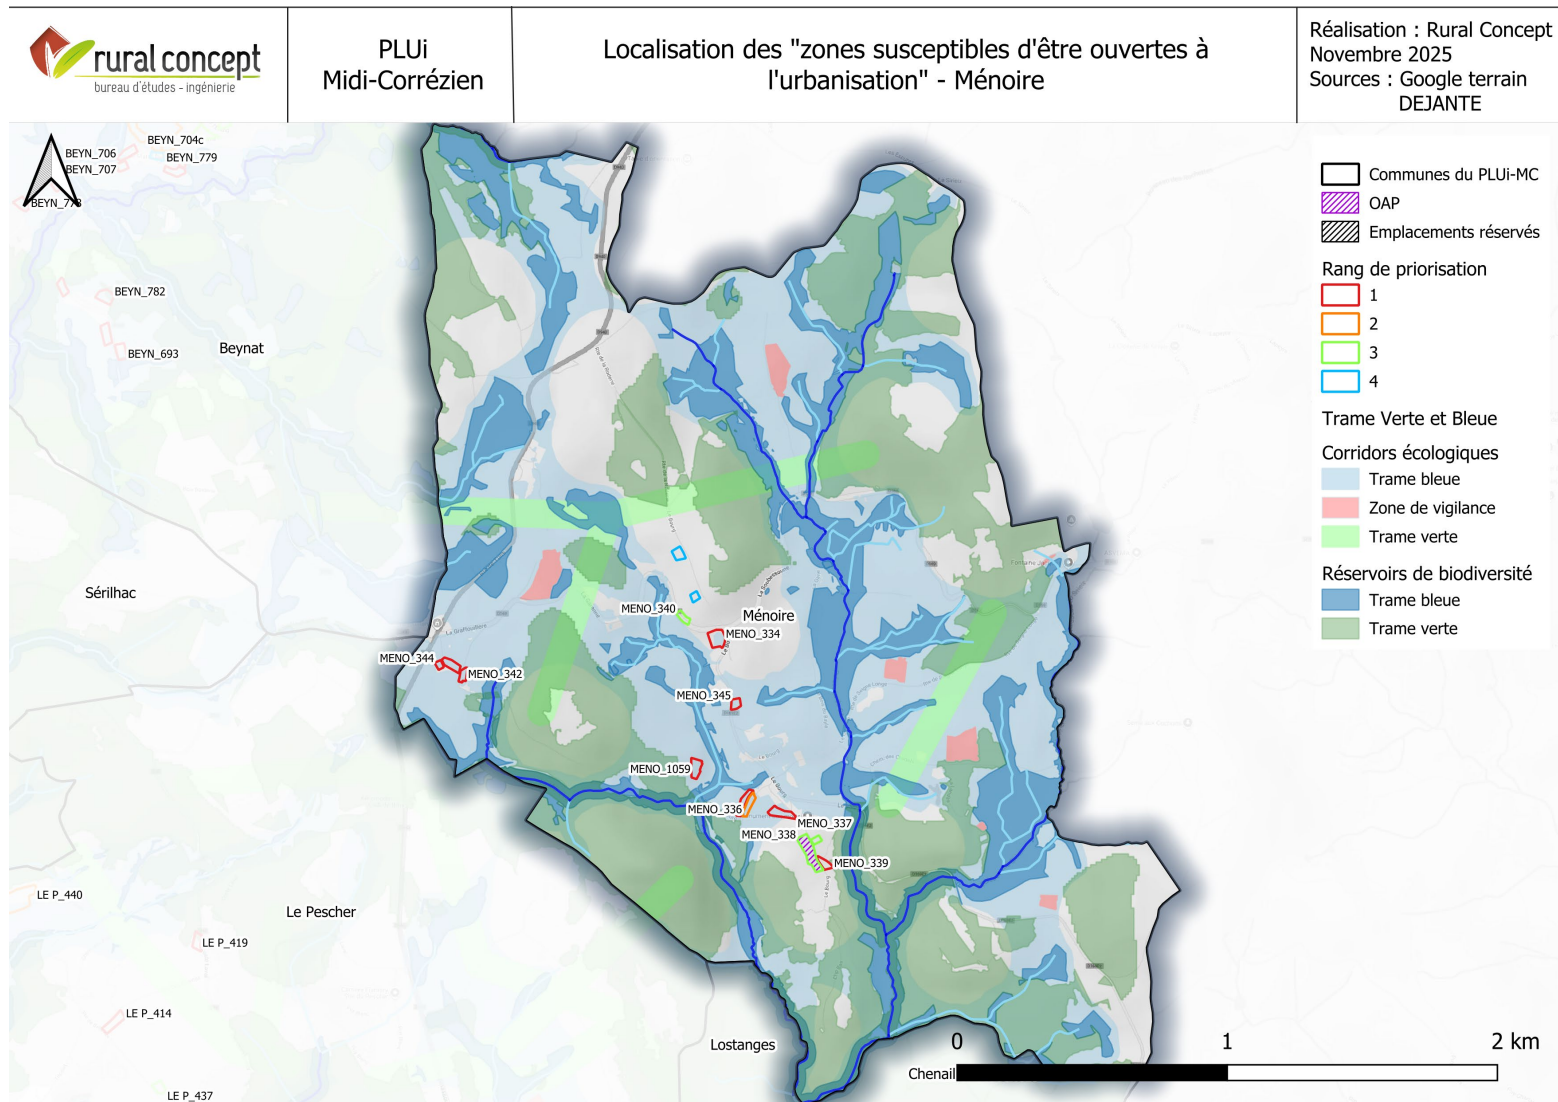 rural concept
bureau d'études - ingénierie
PLUi
Midi-Corrézien
Localisation des "zones susceptibles d'être ouvertes à
l'urbanisation" - Ménoire
Réalisation : Rural Concept
Novembre 2025
Sources : Google terrain
DEJANTE
BEYN_704c
BEYN_706
BEYN_779
BEYN_707
BEYN_782
Beynat
BEYN_693
Sérilhac
MENO_340
Ménoire
MENO_334
MENO_344
MENO_342
MENO_345
MENO_1059
MENO_336
MENO_337
MENO_338
MENO_339
LE P_440
Le Pescher
LE P_419
LE P_414
Lostanges
LE P_437
Chenail
Communes du PLUi-MC
OAP
Emplacements réservés
Rang de priorisation
1
2
3
4
Trame Verte et Bleue
Corridors écologiques
Trame bleue
Zone de vigilance
Trame verte
Réservoirs de biodiversité
Trame bleue
Trame verte
0 1 2 km